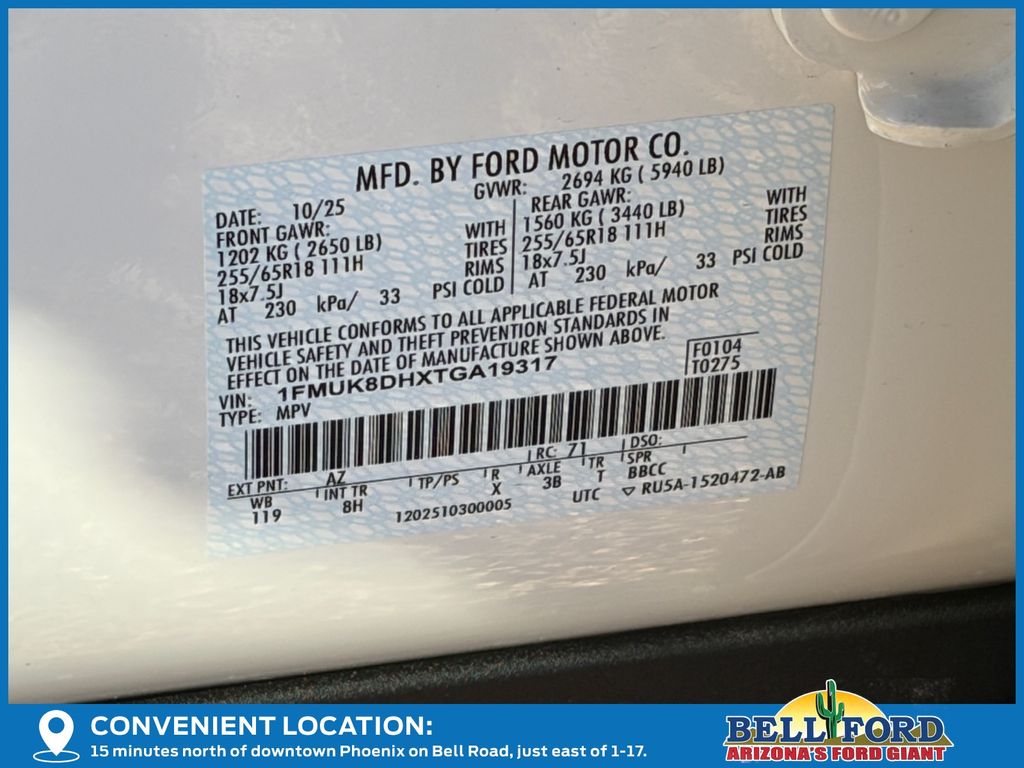 MFD. BY FORD MOTOR CO.
DATE: 10/25 GVWR: 2694 KG ( 5940 LB)
FRONT GAWR: REAR GAWR:
1202 KG ( 2650 LB) WITH 1560 KG ( 3440 LB) WITH
255/65R18 111H TIRES 255/65R18 111H TIRES
18x7.5J RIMS 18x7.5J RIMS
AT 230 kPa/ 33 PSI COLD AT 230 kPa/ 33 PSI COLD
THIS VEHICLE CONFORMS TO ALL APPLICABLE FEDERAL MOTOR
VEHICLE SAFETY AND THEFT PREVENTION STANDARDS IN
EFFECT ON THE DATE OF MANUFACTURE SHOWN ABOVE.
VIN: 1FMUK8DHXTGA19317 F0104
TYPE: MPV T0275
EXT PNT: AZ RC: 71 DSO:
WB INT TR TP/PS R AXLE TR SPR
119 8H X 3B T BBCC
1202510300005 UTC ▽ RU5A-1520472-AB
CONVENIENT LOCATION:
15 minutes north of downtown Phoenix on Bell Road, just east of 1-17.
BELL FORD
ARIZONA'S FORD GIANT